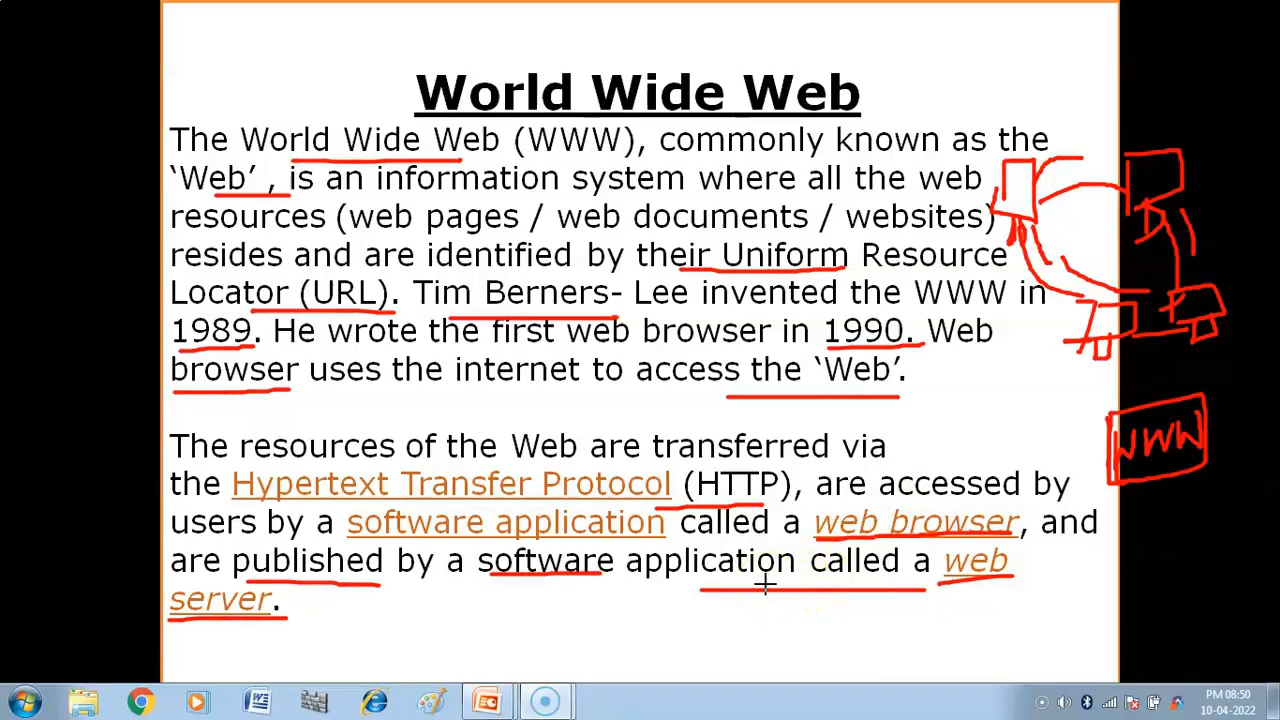 World Wide Web
The World Wide Web (WWW), commonly known as the
‘Web’ , is an information system where all the web
resources (web pages / web documents / websites)
resides and are identified by their Uniform Resource
Locator (URL). Tim Berners- Lee invented the WWW in
1989. He wrote the first web browser in 1990. Web
browser uses the internet to access the ‘Web’.
WWW
The resources of the Web are transferred via
the Hypertext Transfer Protocol (HTTP), are accessed by
users by a software application called a web browser, and
are published by a software application called a web
server.
PM 08:50
10-04-2022